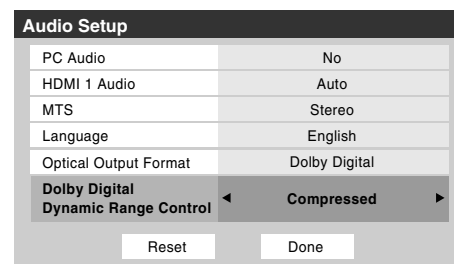 Audio Setup
PC Audio No
HDMI 1 Audio Auto
MTS Stereo
Language English
Optical Output Format Dolby Digital
Dolby Digital
Dynamic Range Control Compressed
Reset Done